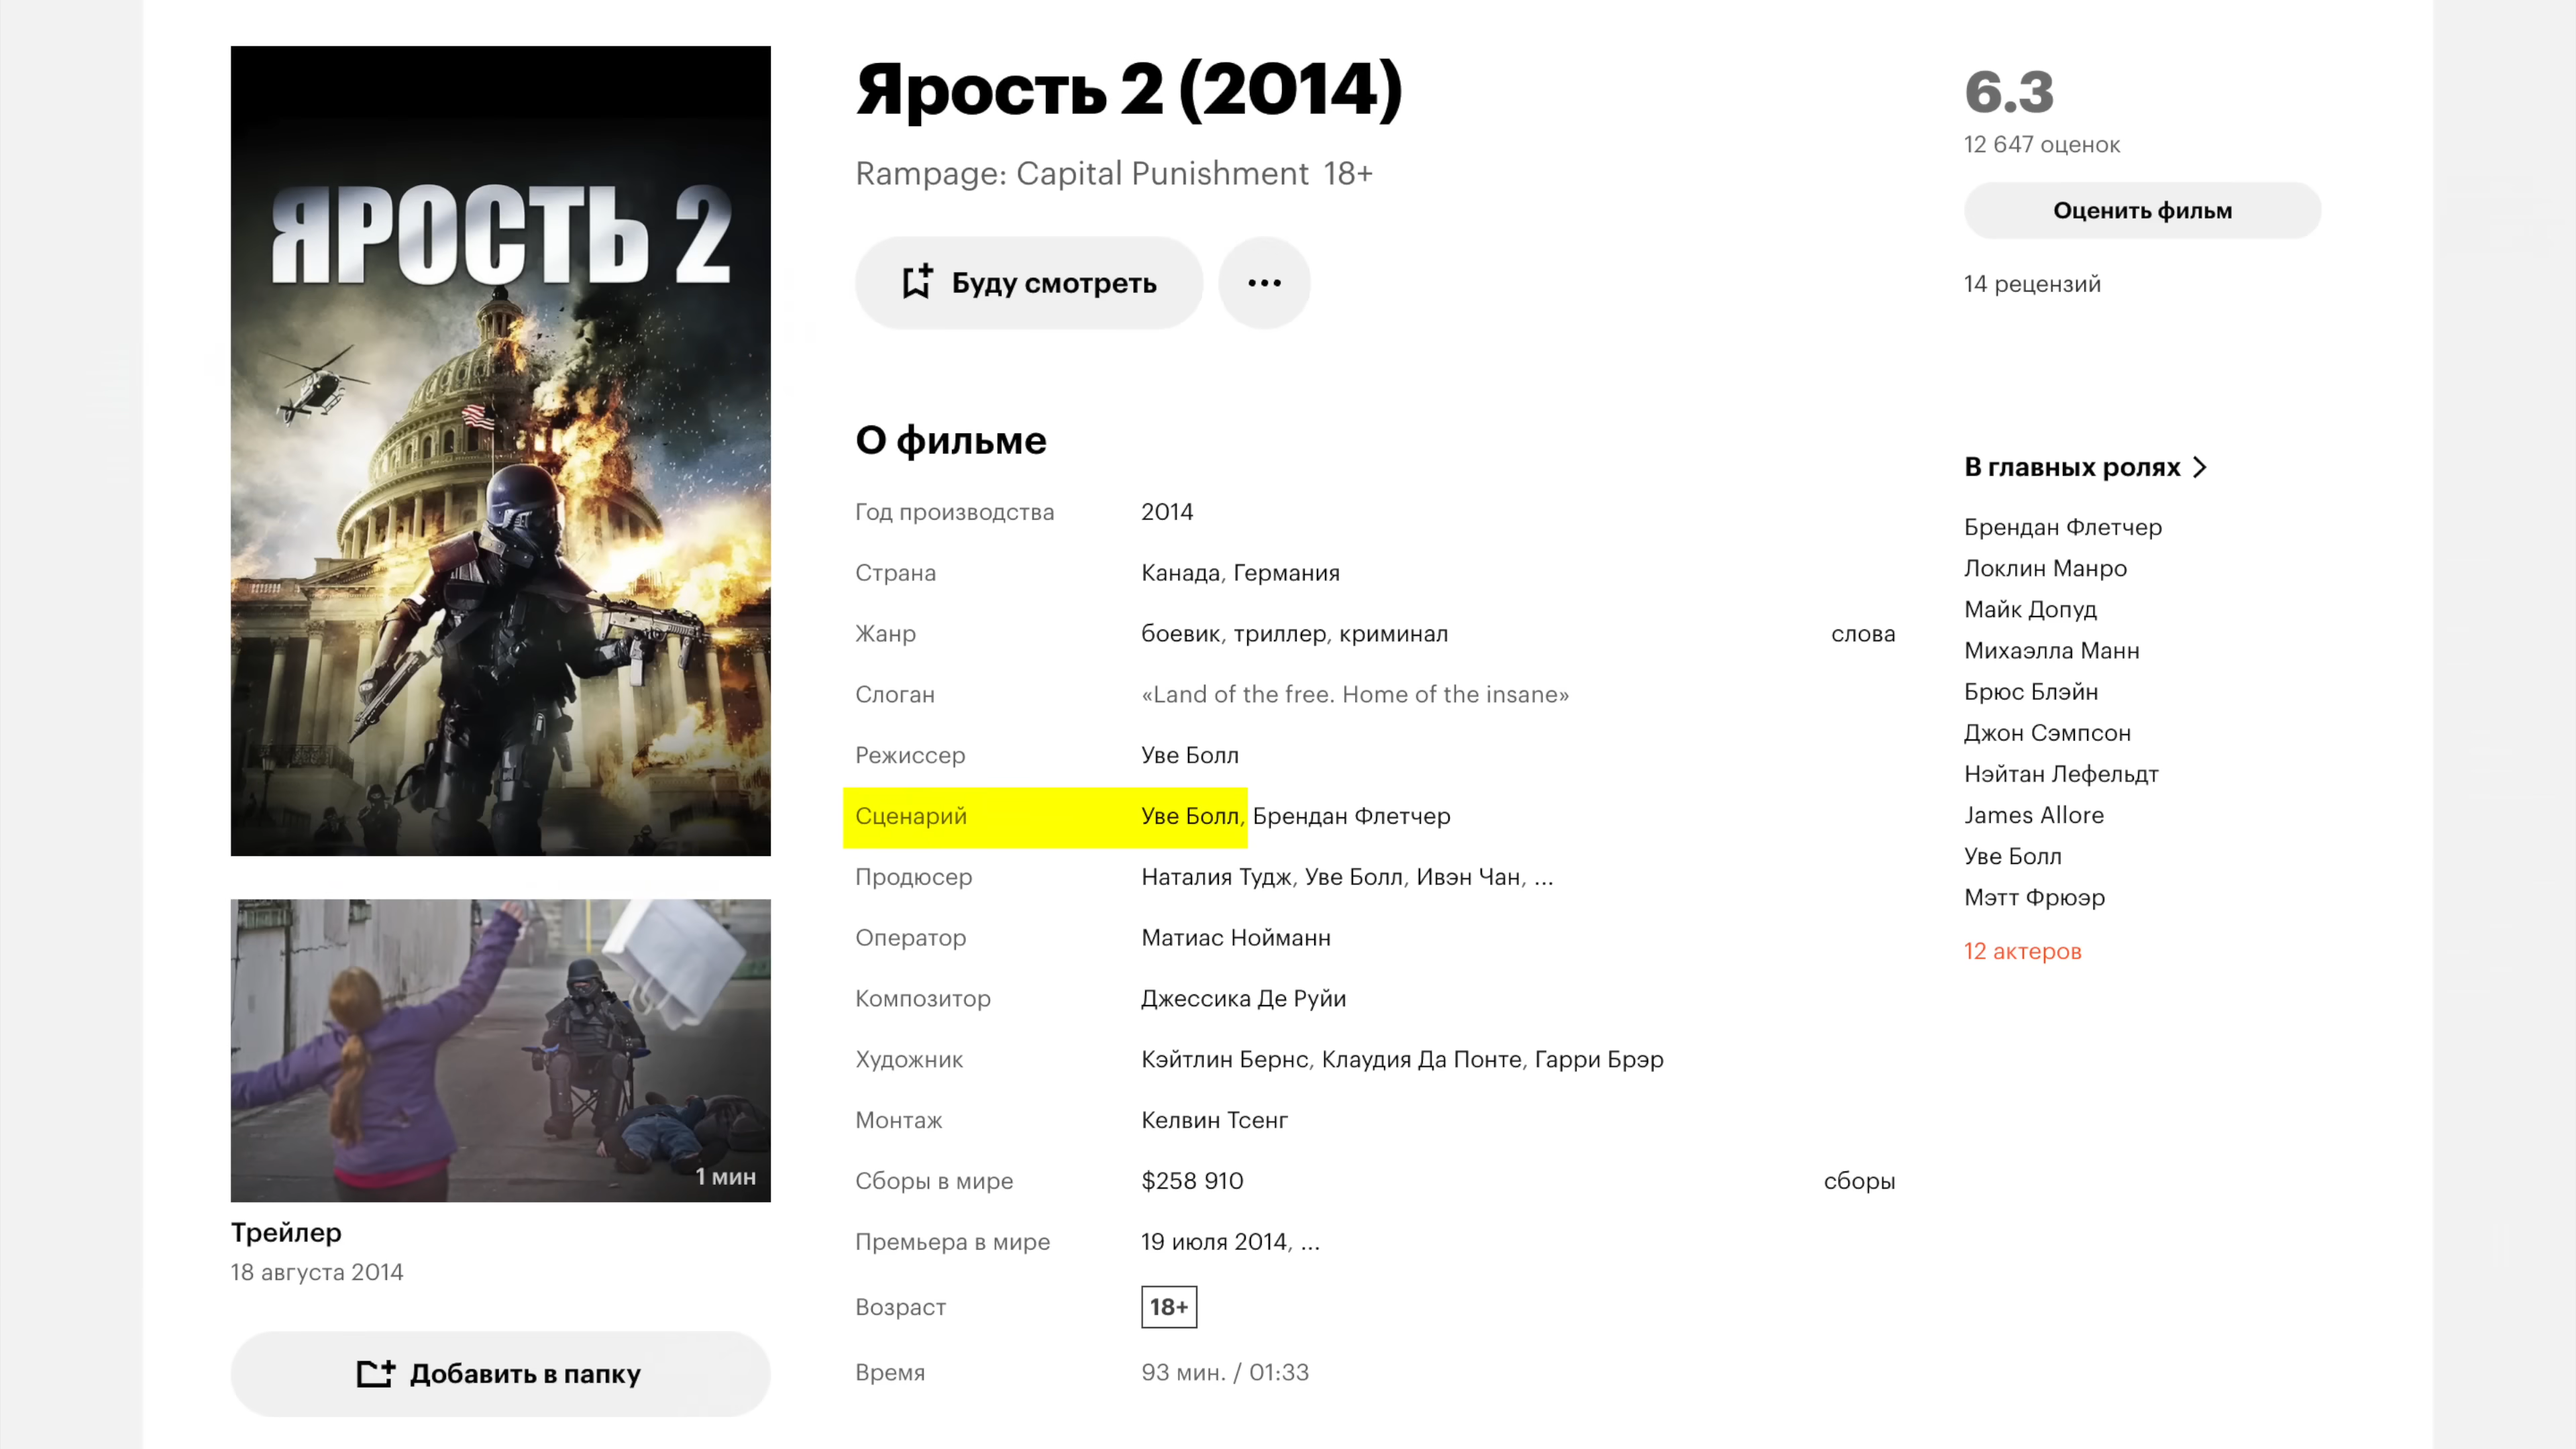 ЯРОСТЬ 2
1 мин
Трейлер
18 августа 2014
Добавить в папку
Ярость 2 (2014)
Rampage: Capital Punishment 18+
Буду смотреть
О фильме
Год производства 2014
Страна Канада, Германия
Жанр боевик, триллер, криминал слова
Слоган «Land of the free. Home of the insane»
Режиссер Уве Болл
Сценарий Уве Болл, Брендан Флетчер
Продюсер Наталия Тудж, Уве Болл, Ивэн Чан, ...
Оператор Матиас Нойманн
Композитор Джессика Де Руйи
Художник Кэйтлин Бернс, Клаудия Да Понте, Гарри Брэр
Монтаж Келвин Тсенг
Сборы в мире $258 910 сборы
Премьера в мире 19 июля 2014, ...
Возраст 18+
Время 93 мин. / 01:33
6.3
12 647 оценок
Оценить фильм
14 рецензий
В главных ролях
Брендан Флетчер
Локлин Манро
Майк Допуд
Михаэлла Манн
Брюс Блэйн
Джон Сэмпсон
Нэйтан Лефельдт
James Allore
Уве Болл
Мэтт Фрюэр
12 актеров